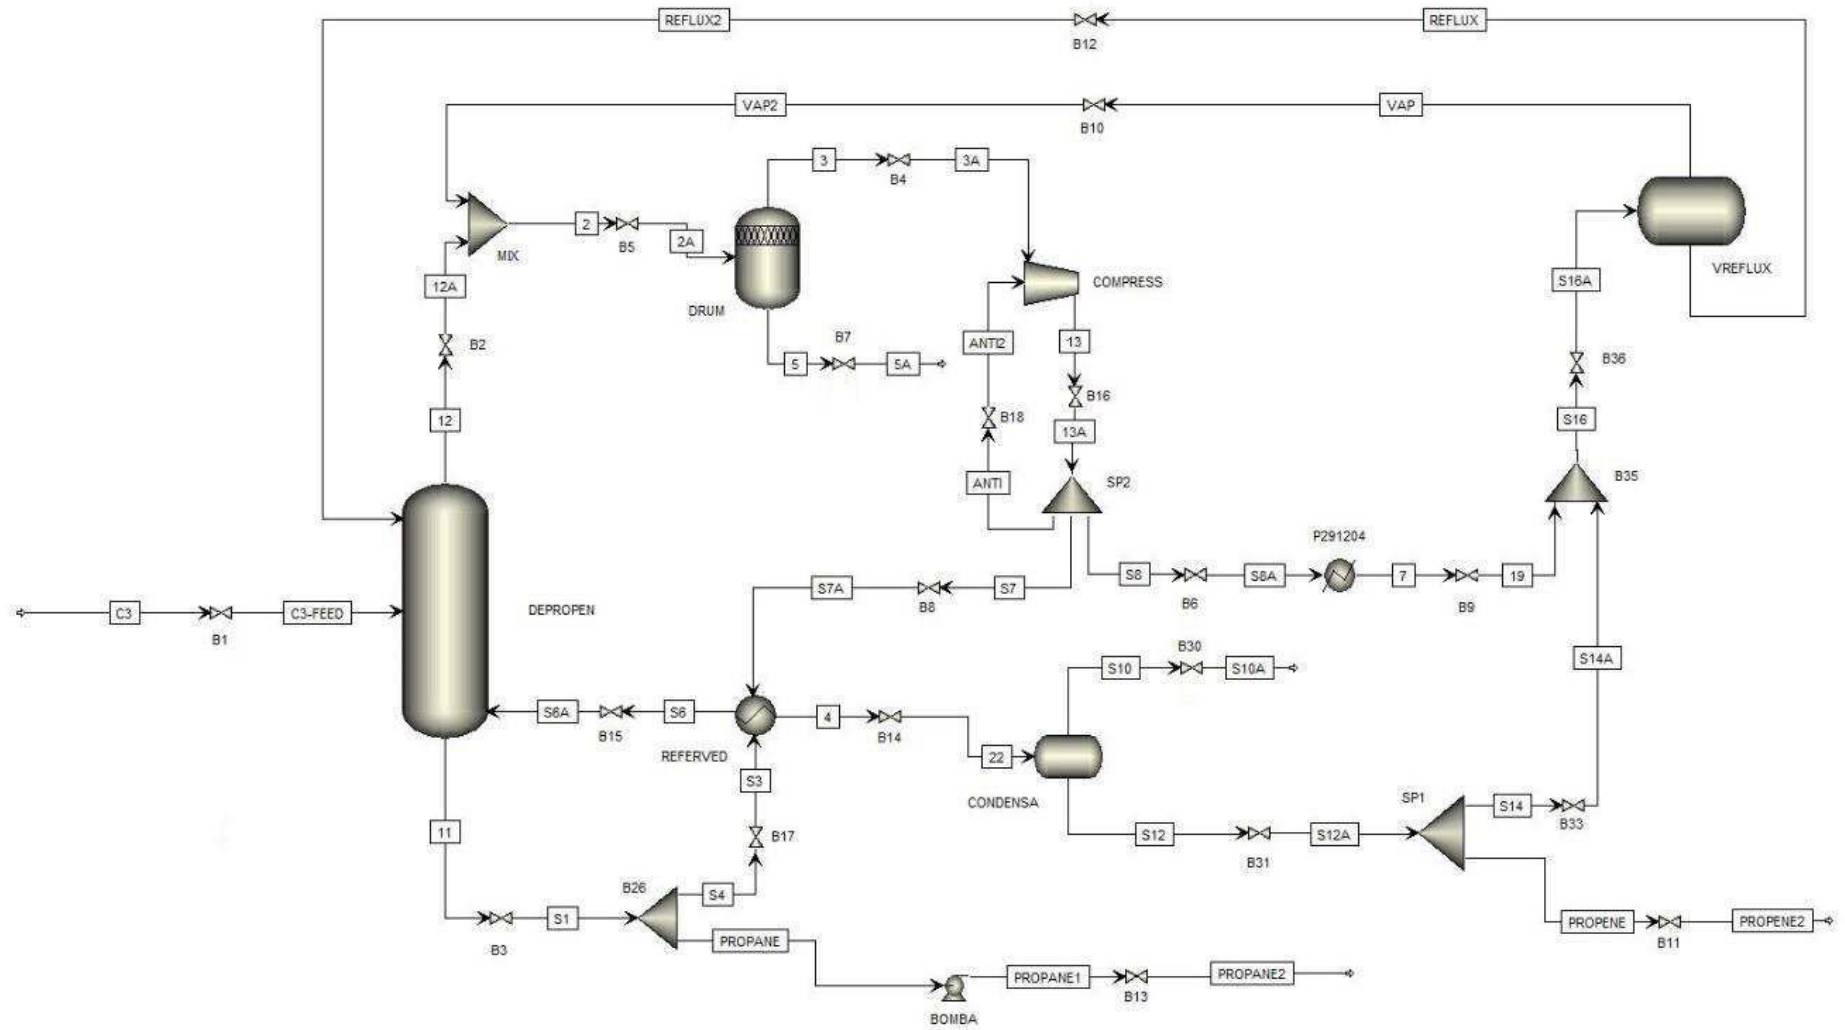 REFLUX2
REFLUX
B12
VAP2
VAP
B10
3
3A
B4
2
B5
2A
MIX
12A
DRUM
COMPRESS
VREFLUX
S16A
B2
B7
5
5A
ANTI2
13
B16
B18
13A
B36
12
S16
ANTI
SP2
B35
P291204
S8
S8A
7
19
B6
B9
S7A
S7
B8
C3
C3-FEED
B1
DEPROPEN
B30
S10
S10A
S14A
S6A
S6
4
B15
B14
REFERVED
22
S3
CONDENSA
SP1
S14
B33
11
B17
S12
S12A
B31
B26
S4
S1
B3
PROPANE
PROPENE
PROPENE2
B11
PROPANE1
PROPANE2
B13
BOMBA